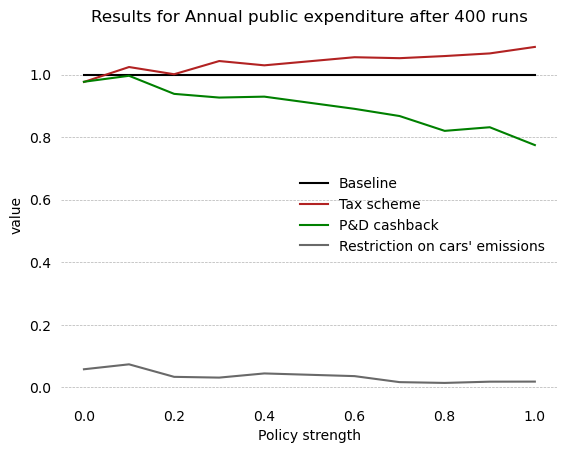 Results for Annual public expenditure after 400 runs
1.0
0.8
0.6
0.4
0.2
0.0
value
Baseline
Tax scheme
P&D cashback
Restriction on cars' emissions
0.0 0.2 0.4 0.6 0.8 1.0
Policy strength